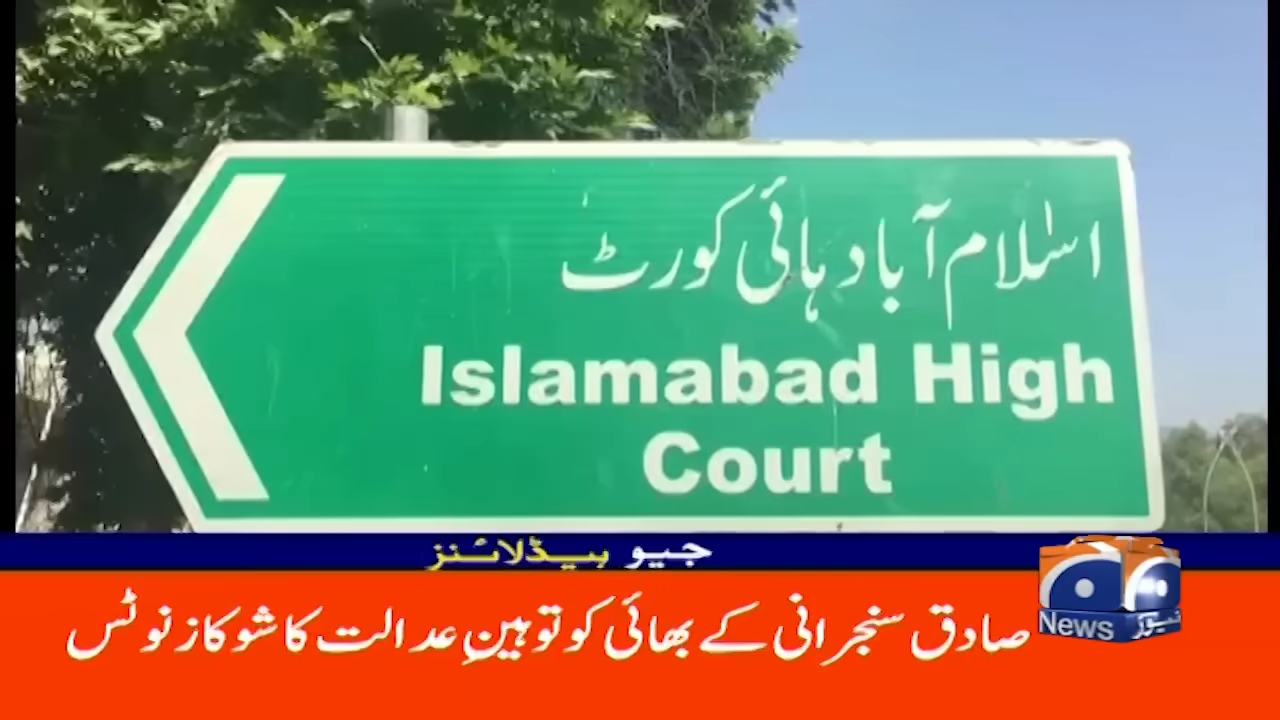 اسلام آباد ہائی کورٹ
Islamabad High
Court
جیو ہیڈلائنز
صادق سنجرانی کے بھائی کو توہینِ عدالت کا شوکاز نوٹس
News نیوز